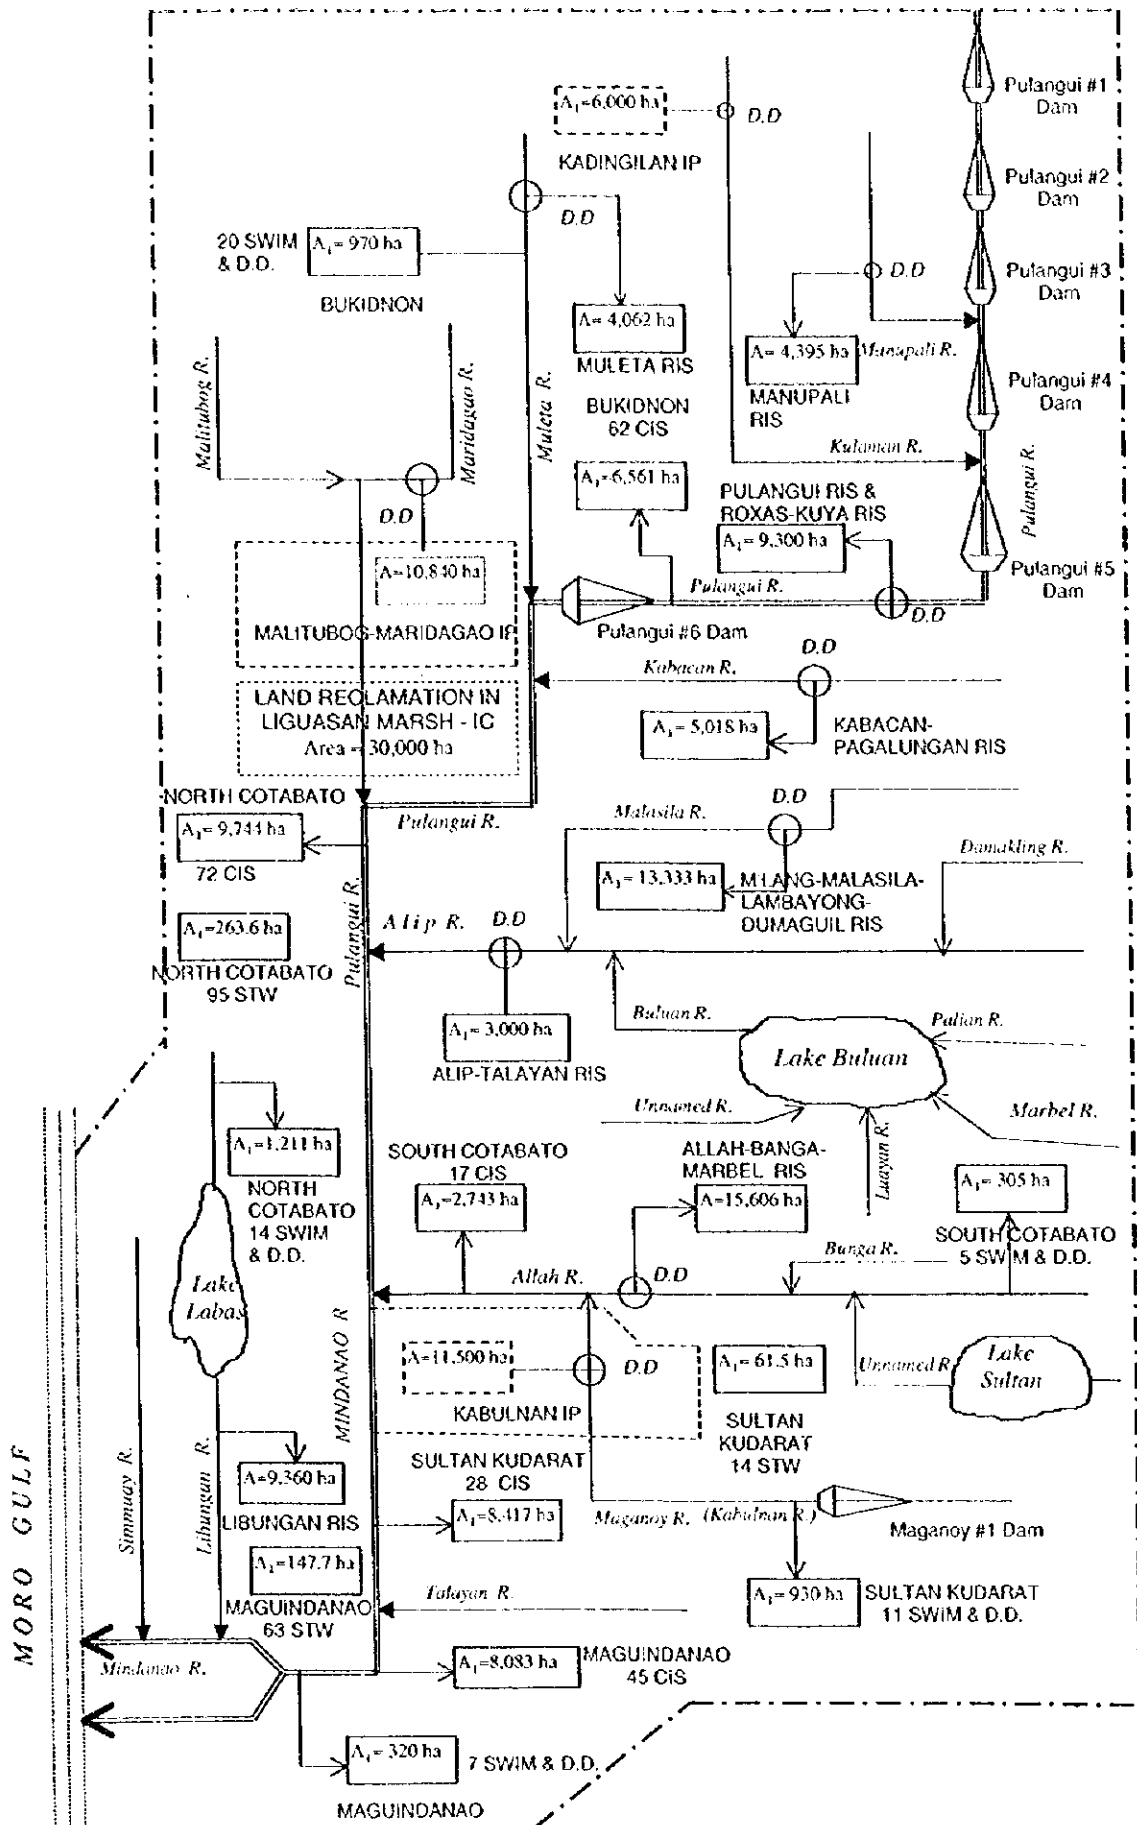 Pulangui #1
Dam
A₁=6,000 ha
D.D
KADINGILAN IP
Pulangui #2
Dam
D.D
20 SWIM
& D.D.
A₁= 970 ha
BUKIDNON
D.D
Pulangui #3
Dam
A= 4,062 ha
MULETA RIS
A= 4,395 ha
Manupali R.
MANUPALI
RIS
Pulangui #4
Dam
Malitubog R.
Maridagao R.
Muleta R.
BUKIDNON
62 CIS
Kulaman R.
Pulangui R.
A₁=6,561 ha
PULANGUI RIS &
ROXAS-KUYA RIS
A₁= 9,300 ha
D.D
A=10,840 ha
Pulangui R.
Pulangui #5
Dam
D.D
MALITUBOG-MARIDAGAO IP
Pulangui #6 Dam
D.D
Kabacan R.
LAND RECLAMATION IN
LIGUASAN MARSH - IC
Area = 30,000 ha
A₁= 5,018 ha
KABACAN-
PAGALUNGAN RIS
NORTH COTABATO
A₁= 9,744 ha
72 CIS
Pulangui R.
Malasila R.
D.D
Damakling R.
A₁= 13,333 ha
MLANG-MALASILA-
LAMBAYONG-
DUMAGUIL RIS
A₁=263.6 ha
NORTH COTABATO
95 STW
Pulangui R.
Alip R.
D.D
A₁= 3,000 ha
ALIP-TALAYAN RIS
Buluan R.
Lake Buluan
Palian R.
Unnamed R.
Marbel R.
Luayan R.
A₁=1,211 ha
NORTH
COTABATO
14 SWIM
& D.D.
SOUTH COTABATO
17 CIS
A₁=2,743 ha
ALLAH-BANGA-
MARBEL RIS
A=15,606 ha
A₁= 305 ha
SOUTH COTABATO
5 SWIM & D.D.
Bunga R.
Lake
Labas
Allah R.
D.D
MINDANAO R
A=11,500 ha
D.D
KABULNAN IP
A₁= 61.5 ha
SULTAN
KUDARAT
14 STW
Unnamed R
Lake
Sultan
MORO GULF
Simmuay R.
Libungan R.
A=9,360 ha
LIBUNGAN RIS
SULTAN KUDARAT
28 CIS
A₁=8,417 ha
Maganoy R. (Kabulnan R.)
Maganoy #1 Dam
A₁=147.7 ha
MAGUINDANAO
63 STW
Talayan R.
A₁= 930 ha
SULTAN KUDARAT
11 SWIM & D.D.
Mindanao R.
A₁=8,083 ha
MAGUINDANAO
45 CIS
A₁= 320 ha
7 SWIM & D.D.
MAGUINDANAO